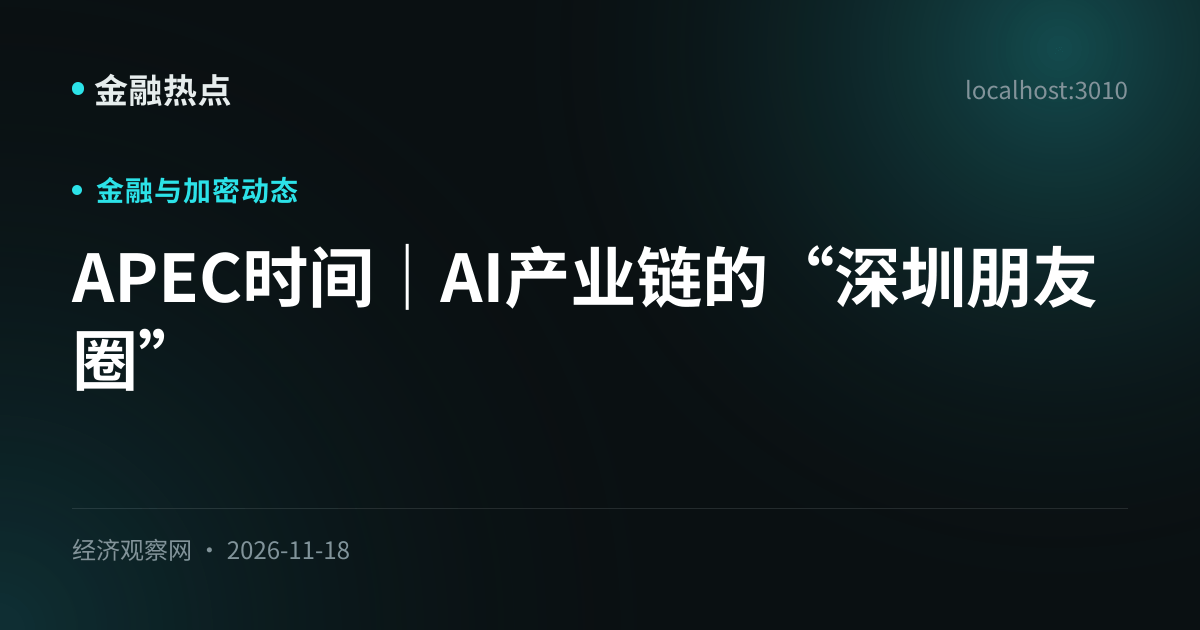 金融热点
localhost:3010
金融与加密动态
APEC时间｜AI产业链的“深圳朋友
圈”
经济观察网 · 2026-11-18